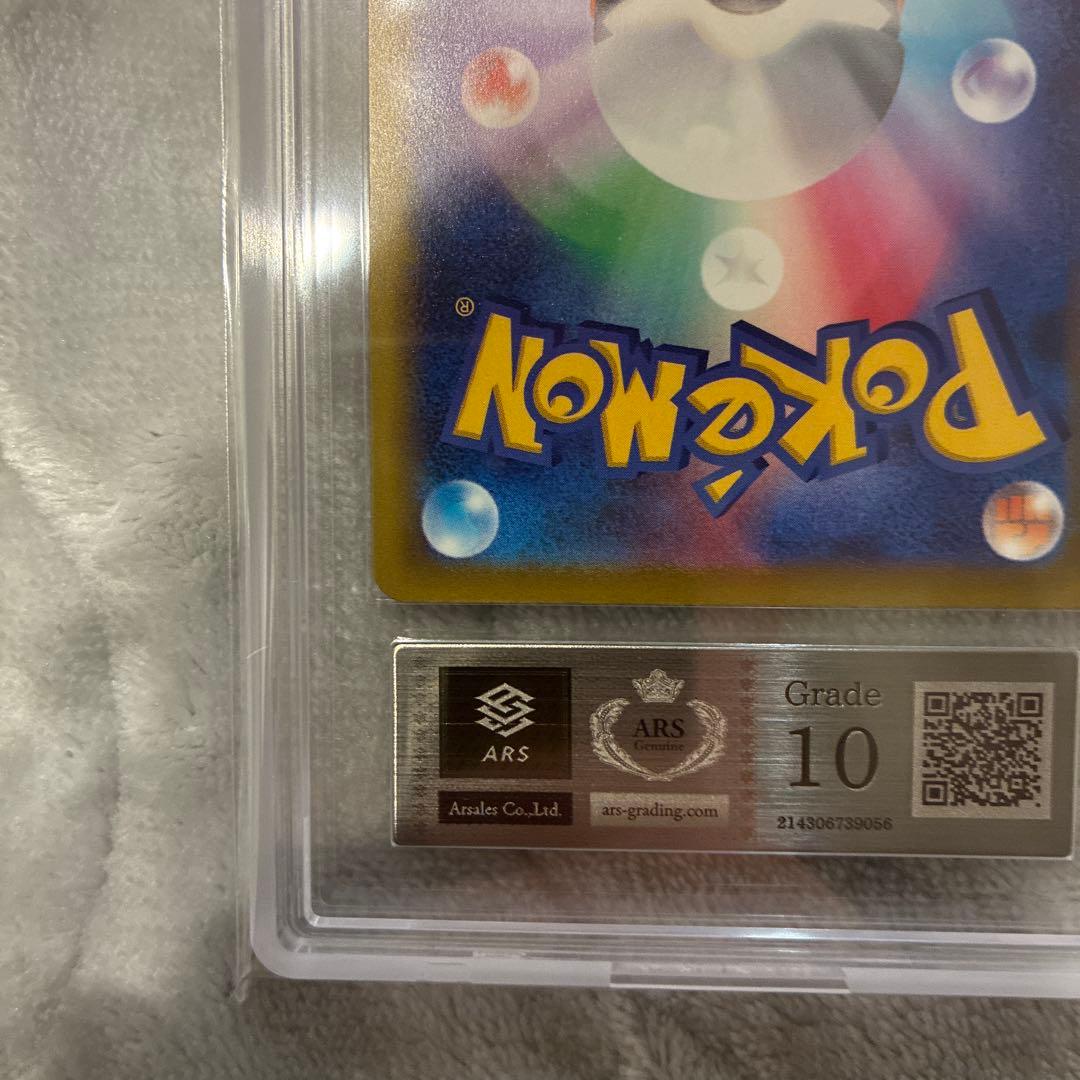 ®
POKéMON
ARS
Arsales Co.,Ltd.
ARS
Genuine
ars-grading.com
Grade
10
214306739056